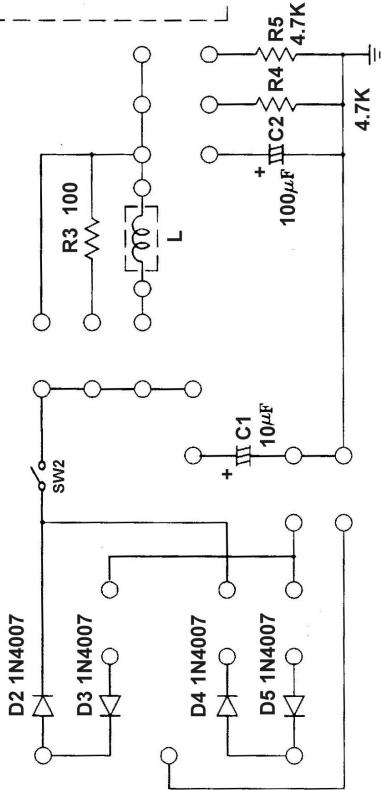 D2 1N4007
D3 1N4007
D4 1N4007
D5 1N4007
SW2
+
C1
10μF
R3 100
L
+
C2
100μF
R4
4.7K
R5
4.7K